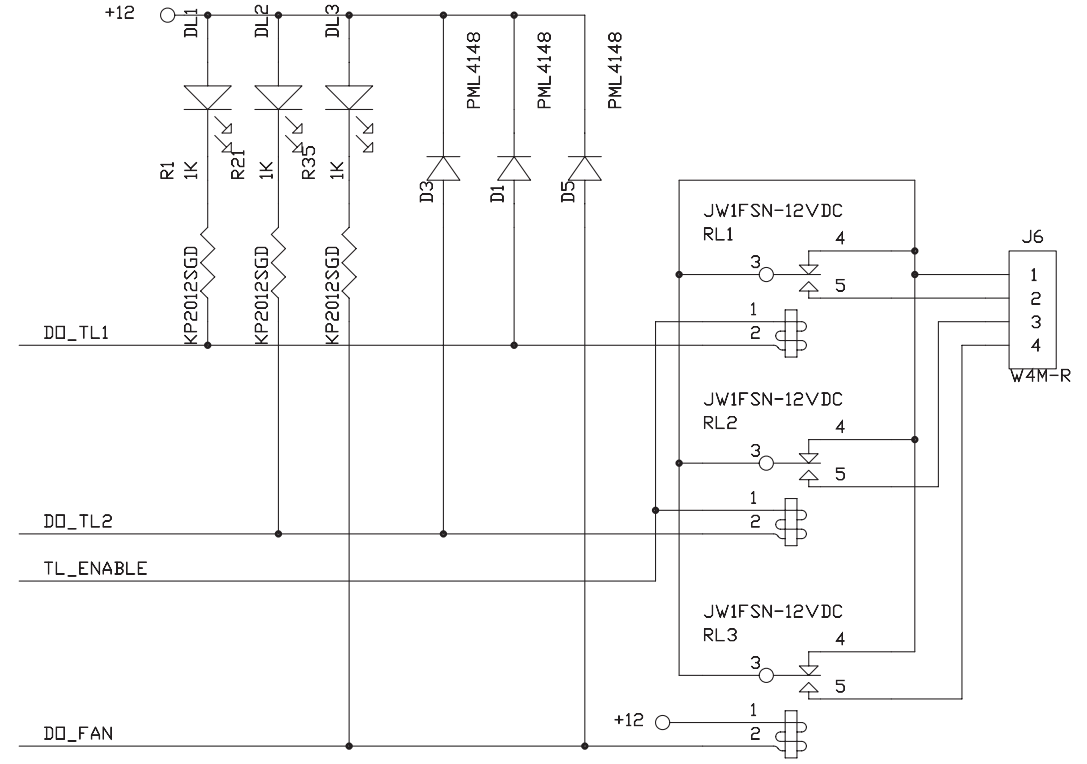 +12
DL1
DL2
DL3
PML4148
PML4148
PML4148
R1
1K
R21
1K
R35
1K
D3
D1
D5
KP2012SGD
KP2012SGD
KP2012SGD
JW1FSN-12VDC
RL1
4
3
5
1
2
J6
1
2
3
4
W4M-R
DO_TL1
JW1FSN-12VDC
RL2
4
3
5
1
2
DO_TL2
TL_ENABLE
JW1FSN-12VDC
RL3
4
3
5
+12
1
2
DO_FAN